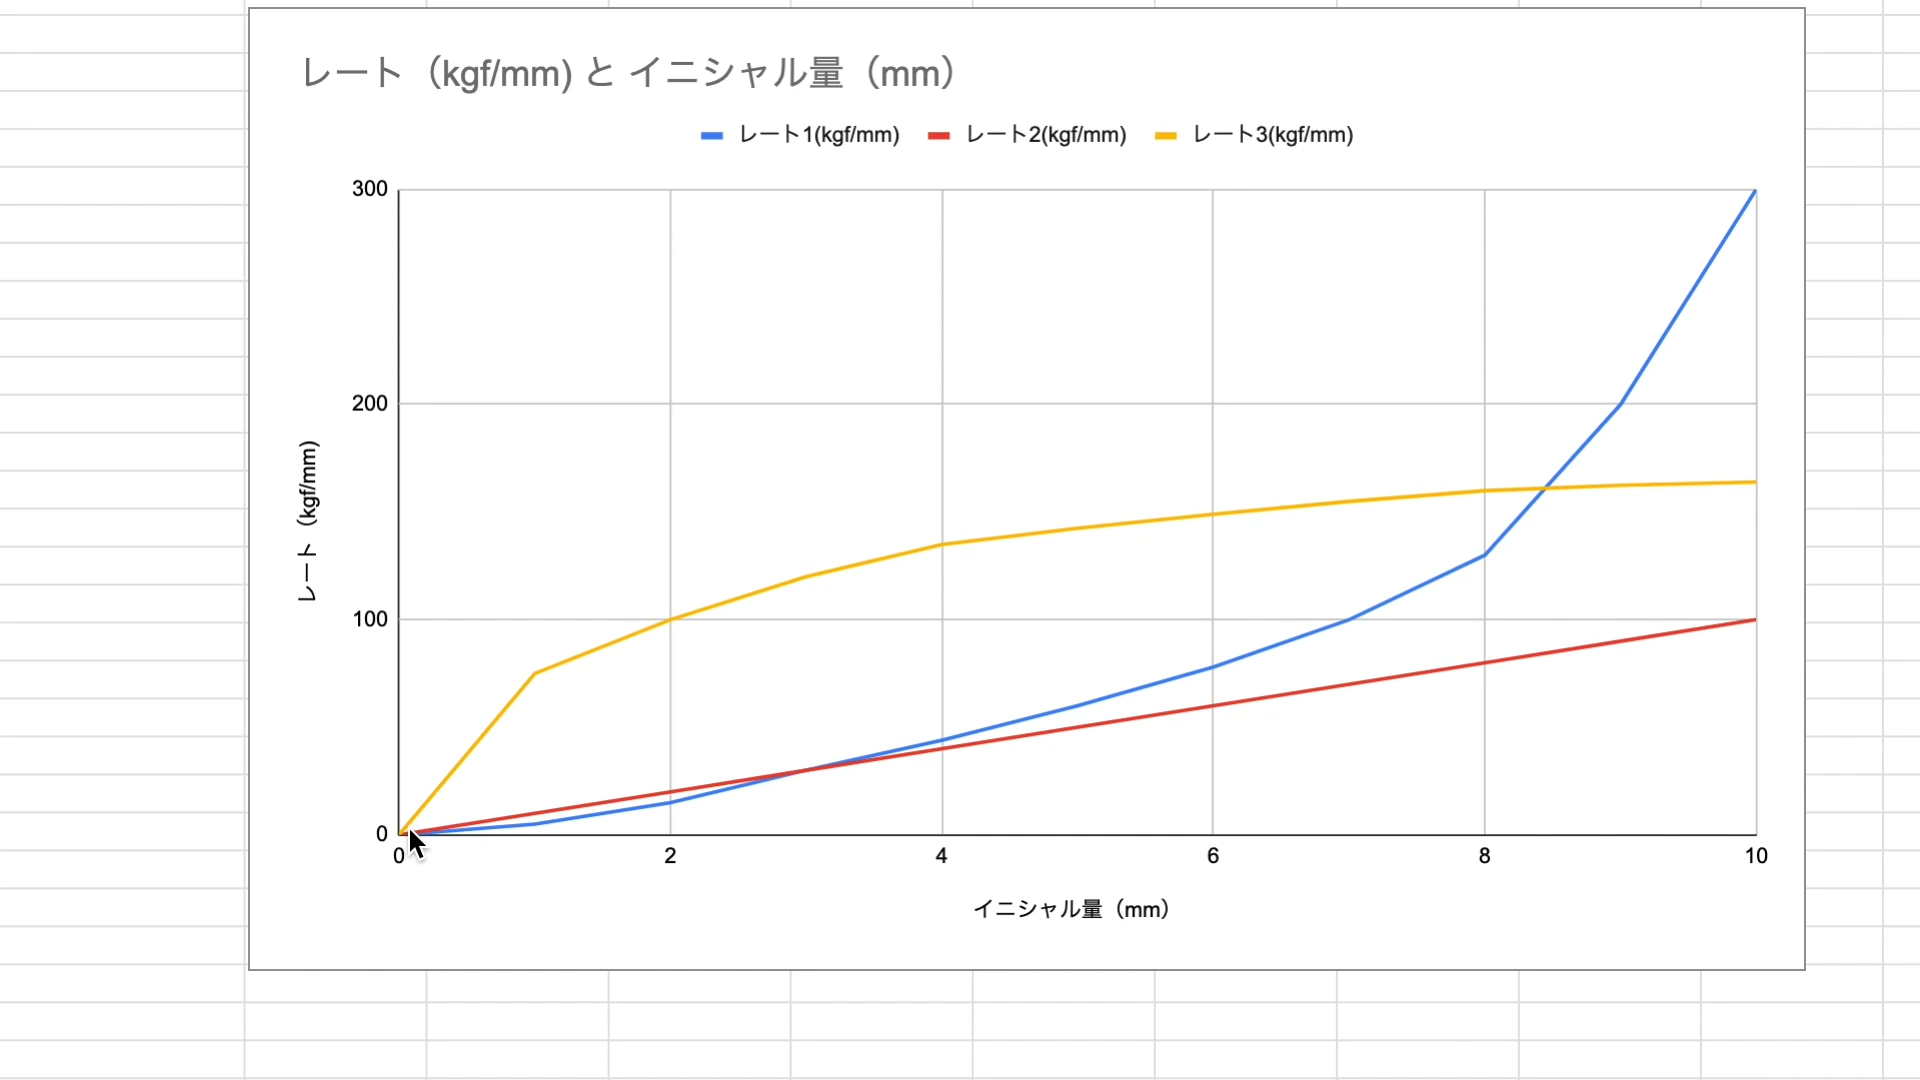 レート（kgf/mm) と イニシャル量（mm）
レート1(kgf/mm) レート2(kgf/mm) レート3(kgf/mm)
300
200
100
0
レート（kgf/mm)
0 2 4 6 8 10
イニシャル量（mm）